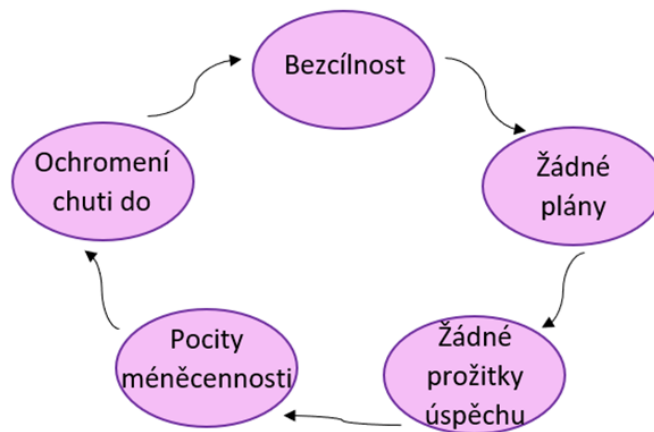 Bezcílnost
Žádné
plány
Žádné
prožitky
úspěchu
Pocity
méněcennosti
Ochromení
chuti do